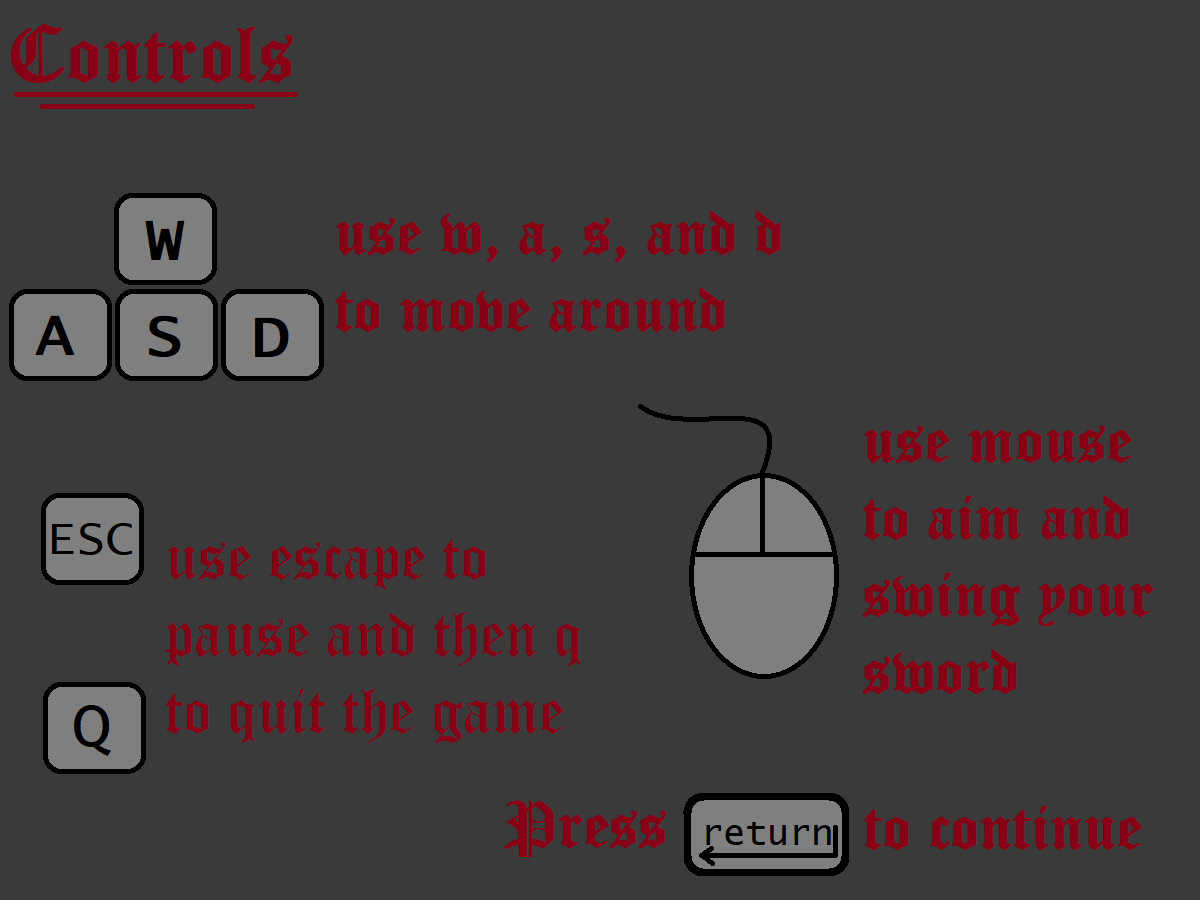 Controls
W
A S D
use w, a, s, and d
to move around
use mouse
to aim and
swing your
sword
ESC
use escape to
pause and then q
to quit the game
Q
Press return to continue